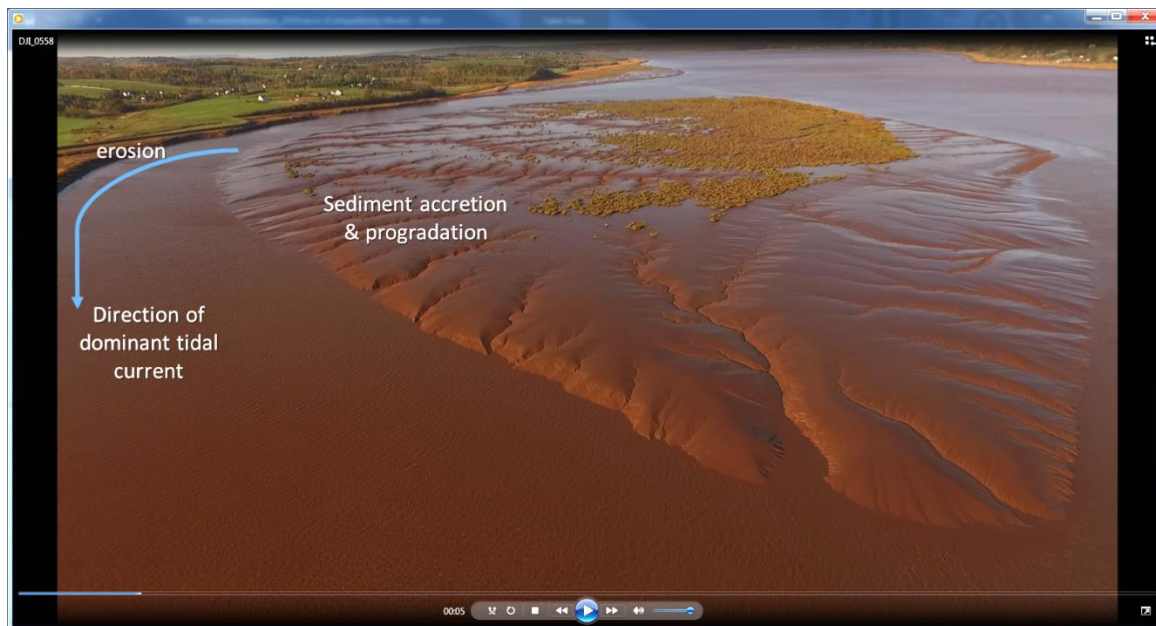 DJI_0558
erosion
Sediment accretion
& progradation
Direction of
dominant tidal
current
00:05